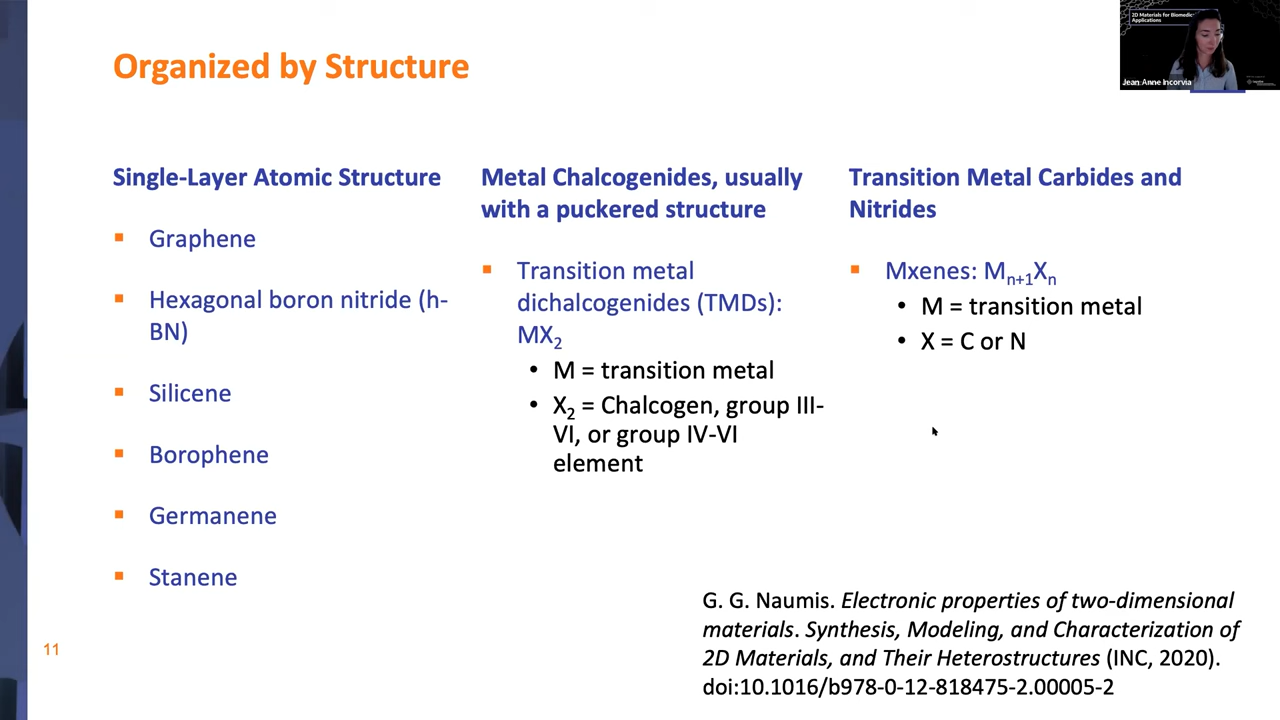 2D Materials for Biomedical
Applications
Jean Anne Incorvia
Organized by Structure
Single-Layer Atomic Structure
▪ Graphene
▪ Hexagonal boron nitride (h-
BN)
▪ Silicene
▪ Borophene
▪ Germanene
▪ Stanene
Metal Chalcogenides, usually
with a puckered structure
▪ Transition metal
dichalcogenides (TMDs):
MX₂
• M = transition metal
• X₂ = Chalcogen, group III-
VI, or group IV-VI
element
Transition Metal Carbides and
Nitrides
▪ Mxenes: Mₙ₊₁Xₙ
• M = transition metal
• X = C or N
G. G. Naumis. Electronic properties of two-dimensional
materials. Synthesis, Modeling, and Characterization of
2D Materials, and Their Heterostructures (INC, 2020).
doi:10.1016/b978-0-12-818475-2.00005-2
11